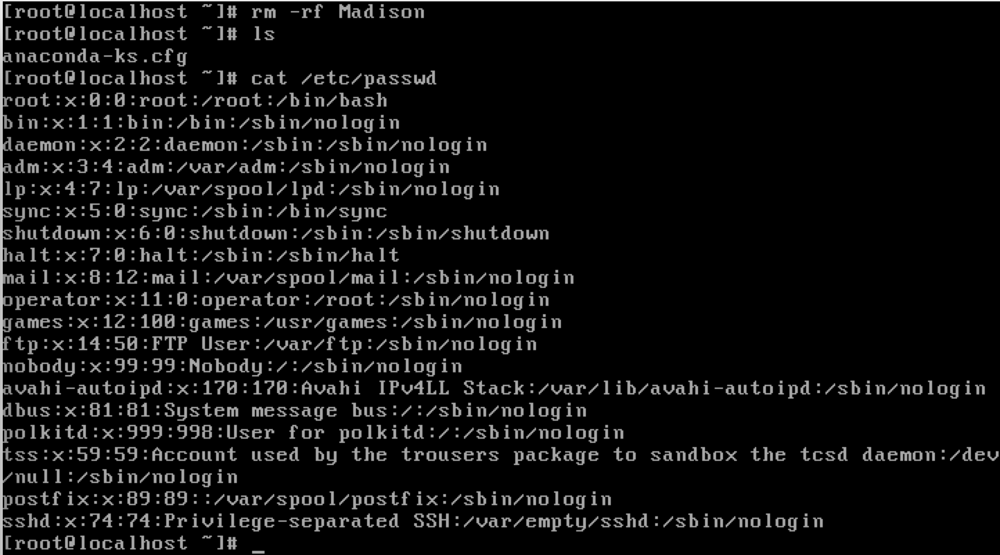 [root@localhost ~]# rm -rf Madison
[root@localhost ~]# ls
anaconda-ks.cfg
[root@localhost ~]# cat /etc/passwd
root:x:0:0:root:/root:/bin/bash
bin:x:1:1:bin:/bin:/sbin/nologin
daemon:x:2:2:daemon:/sbin:/sbin/nologin
adm:x:3:4:adm:/var/adm:/sbin/nologin
lp:x:4:7:lp:/var/spool/lpd:/sbin/nologin
sync:x:5:0:sync:/sbin:/bin/sync
shutdown:x:6:0:shutdown:/sbin:/sbin/shutdown
halt:x:7:0:halt:/sbin:/sbin/halt
mail:x:8:12:mail:/var/spool/mail:/sbin/nologin
operator:x:11:0:operator:/root:/sbin/nologin
games:x:12:100:games:/usr/games:/sbin/nologin
ftp:x:14:50:FTP User:/var/ftp:/sbin/nologin
nobody:x:99:99:Nobody:/:/sbin/nologin
avahi-autoipd:x:170:170:Avahi IPv4LL Stack:/var/lib/avahi-autoipd:/sbin/nologin
dbus:x:81:81:System message bus:/:/sbin/nologin
polkitd:x:999:998:User for polkitd:/:/sbin/nologin
tss:x:59:59:Account used by the trousers package to sandbox the tcsd daemon:/dev
/null:/sbin/nologin
postfix:x:89:89::/var/spool/postfix:/sbin/nologin
sshd:x:74:74:Privilege-separated SSH:/var/empty/sshd:/sbin/nologin
[root@localhost ~]# _